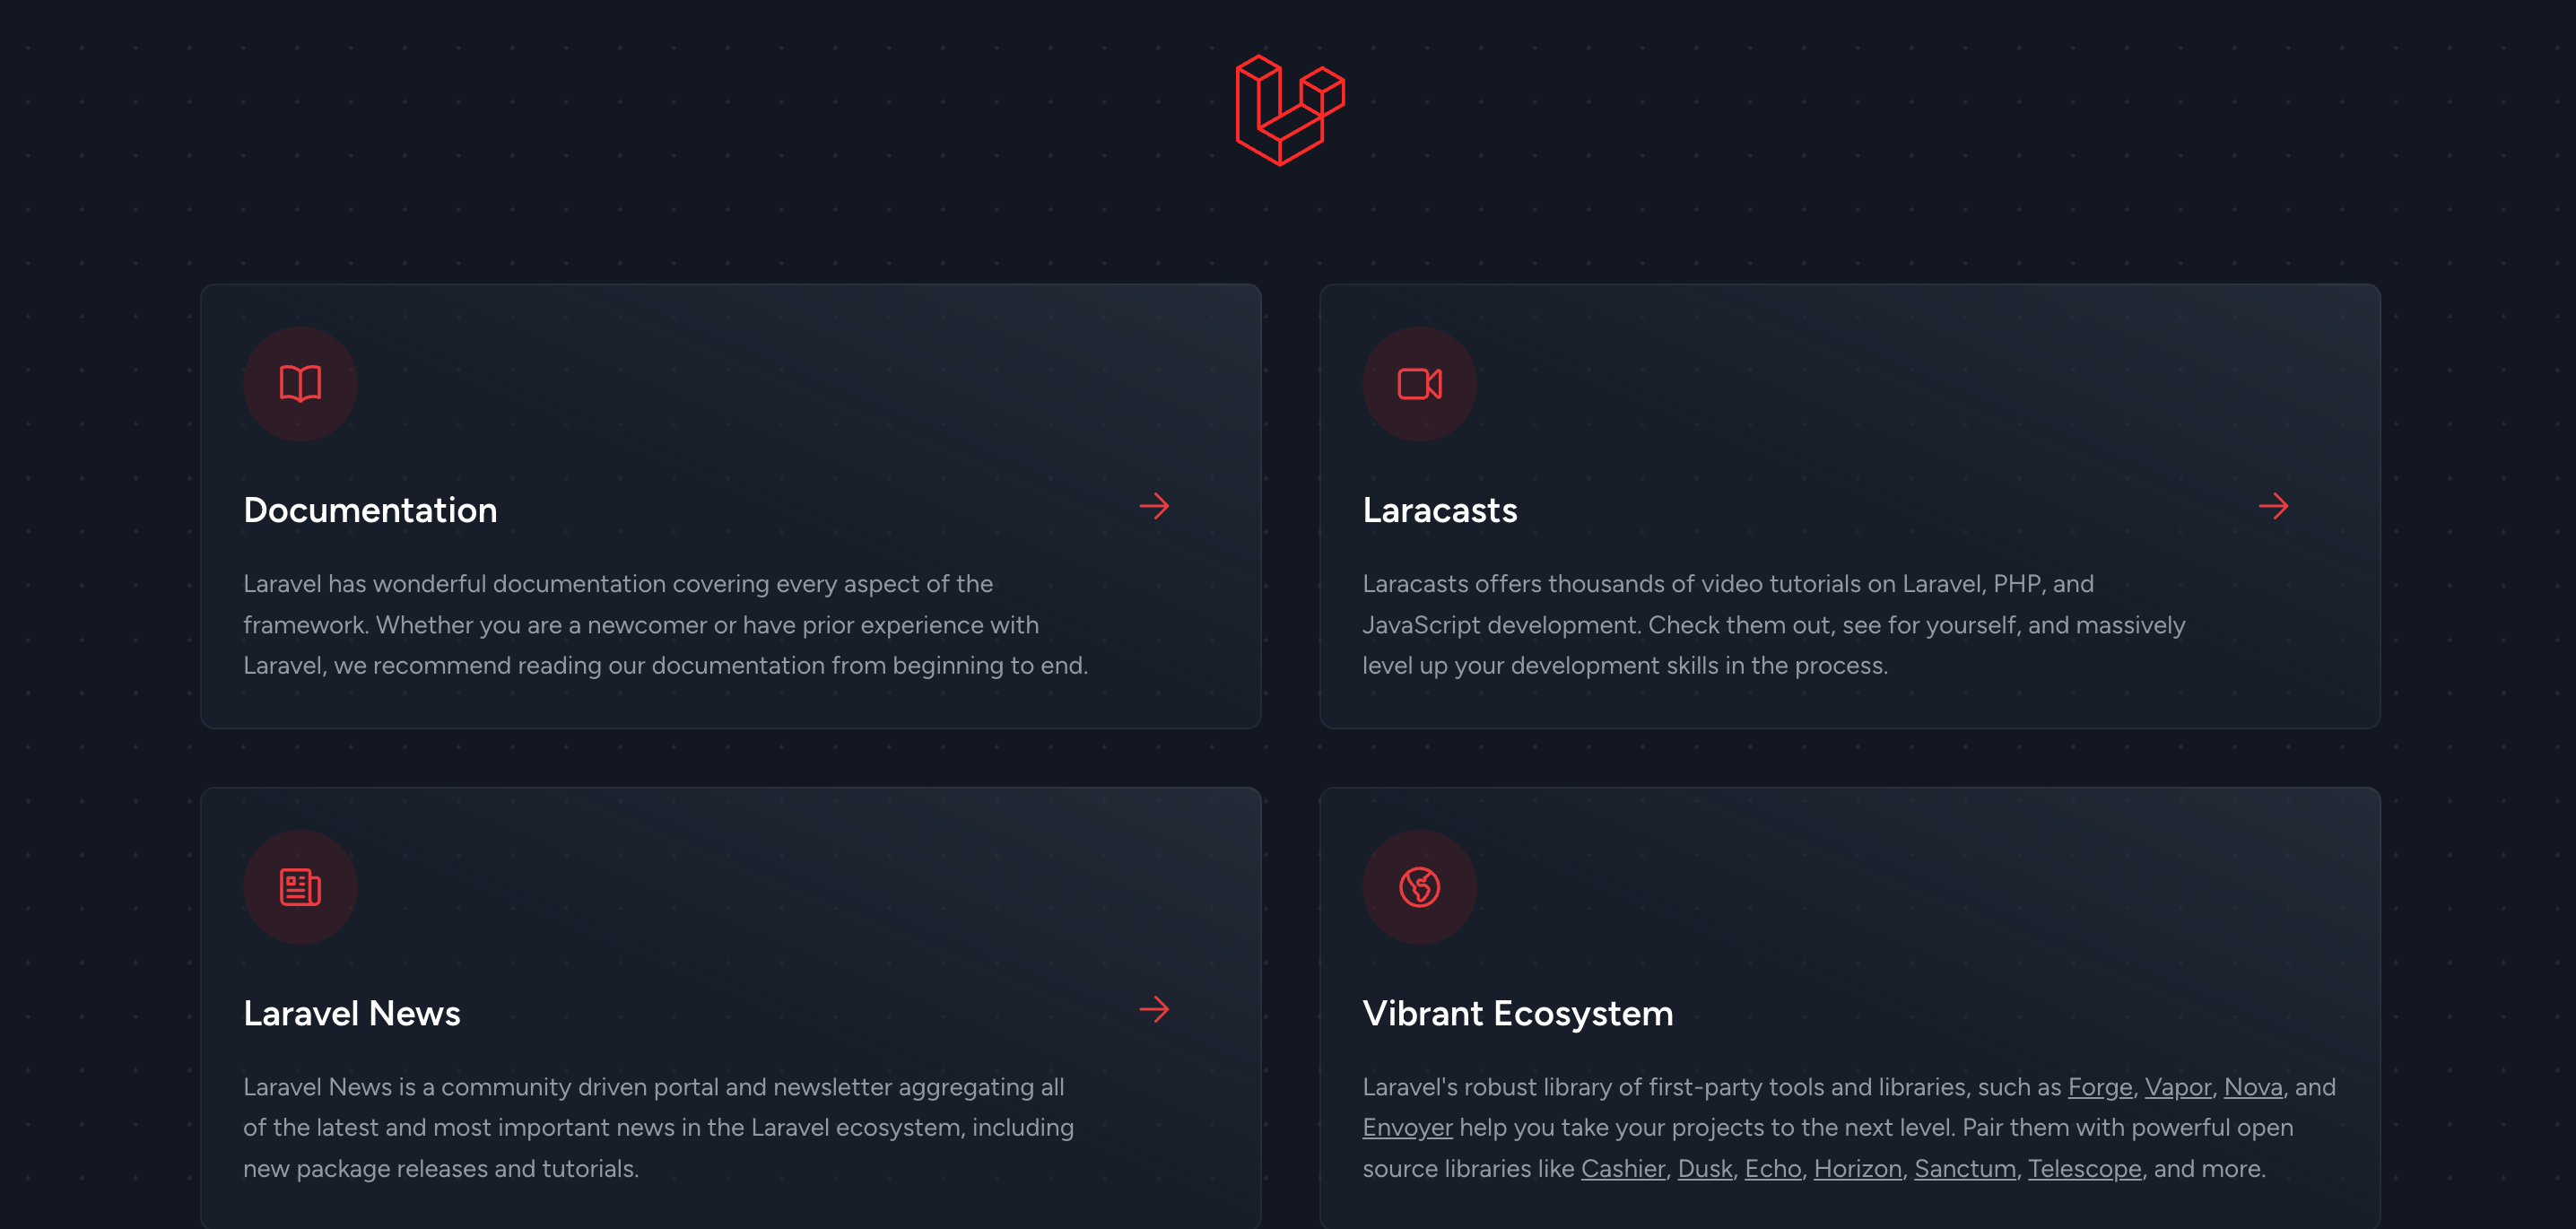 Documentation
Laravel has wonderful documentation covering every aspect of the
framework. Whether you are a newcomer or have prior experience with
Laravel, we recommend reading our documentation from beginning to end.
Laracasts
Laracasts offers thousands of video tutorials on Laravel, PHP, and
JavaScript development. Check them out, see for yourself, and massively
level up your development skills in the process.
Laravel News
Laravel News is a community driven portal and newsletter aggregating all
of the latest and most important news in the Laravel ecosystem, including
new package releases and tutorials.
Vibrant Ecosystem
Laravel's robust library of first-party tools and libraries, such as Forge, Vapor, Nova, and
Envoyer help you take your projects to the next level. Pair them with powerful open
source libraries like Cashier, Dusk, Echo, Horizon, Sanctum, Telescope, and more.